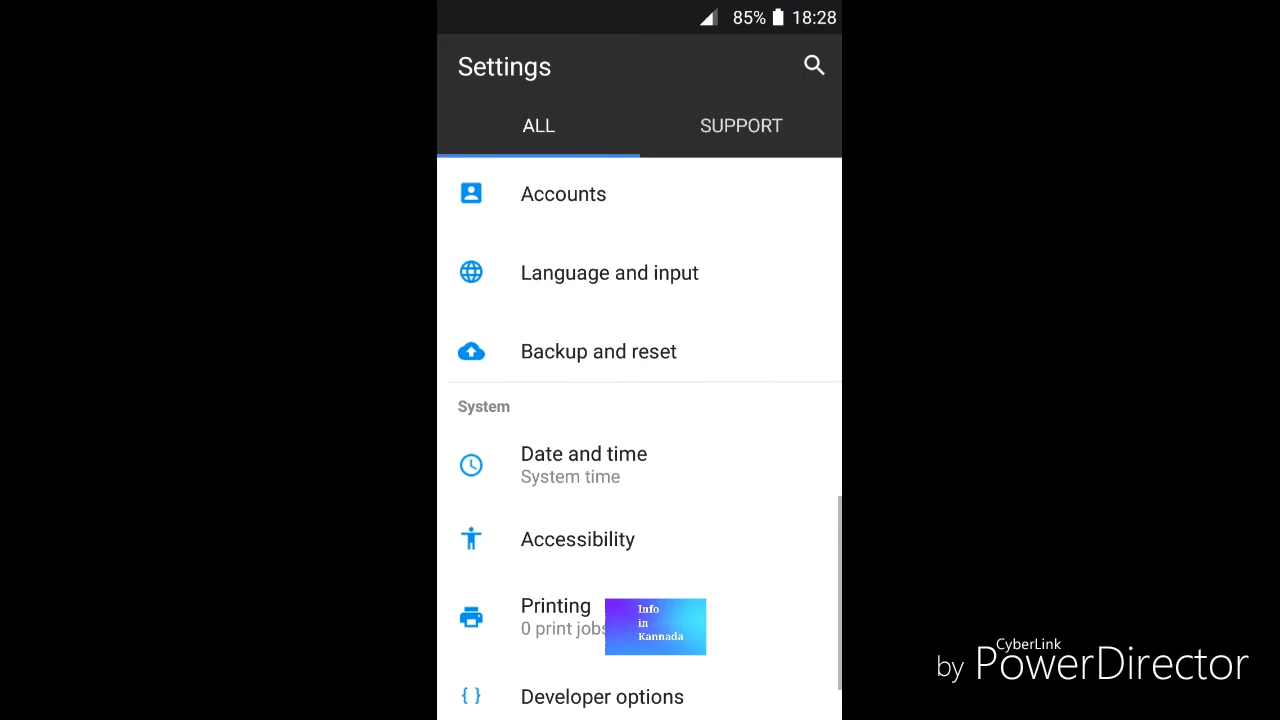 85% 18:28
Settings
ALL SUPPORT
Accounts
Language and input
Backup and reset
System
Date and time
System time
Accessibility
Printing
0 print jobs
Info
in
Kannada
Developer options
CyberLink
by PowerDirector